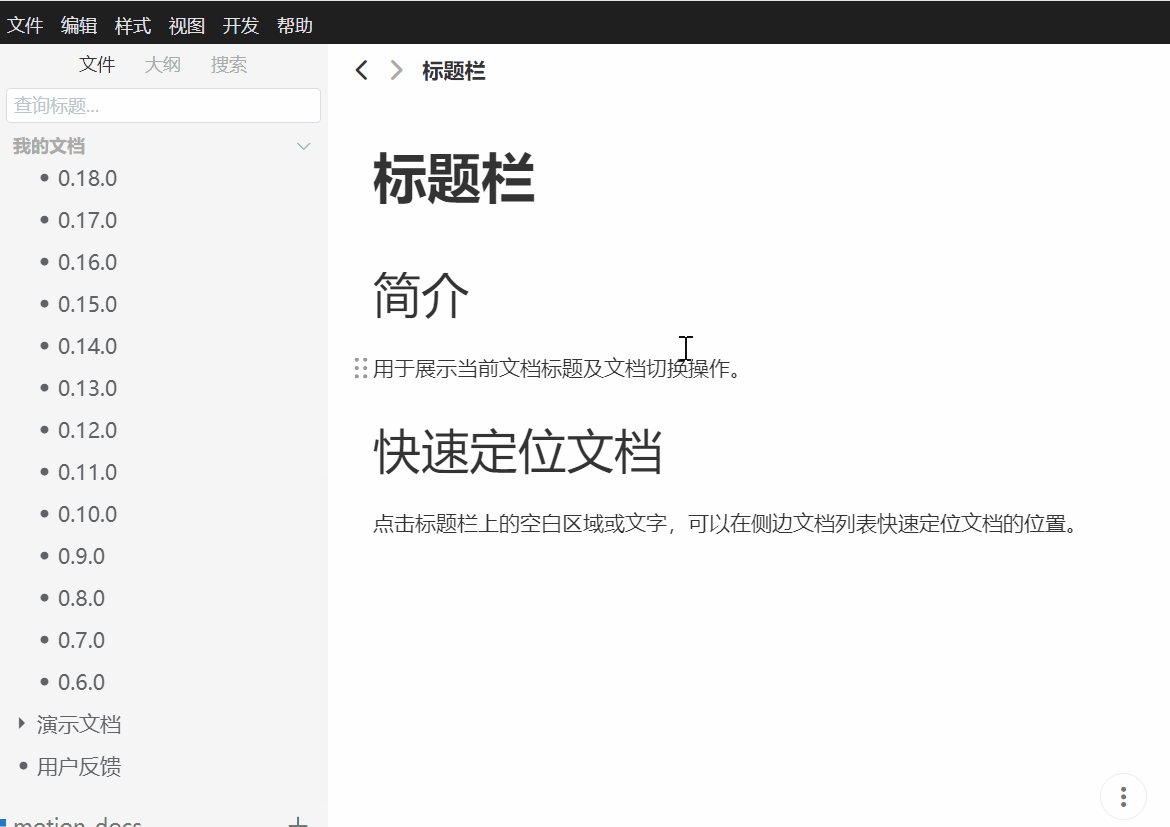 文件 编辑 样式 视图 开发 帮助
文件 大纲 搜索
查询标题...
我的文档
0.18.0
0.17.0
0.16.0
0.15.0
0.14.0
0.13.0
0.12.0
0.11.0
0.10.0
0.9.0
0.8.0
0.7.0
0.6.0
演示文档
用户反馈
motion_docs
标题栏
标题栏
简介
用于展示当前文档标题及文档切换操作。
快速定位文档
点击标题栏上的空白区域或文字，可以在侧边文档列表快速定位文档的位置。